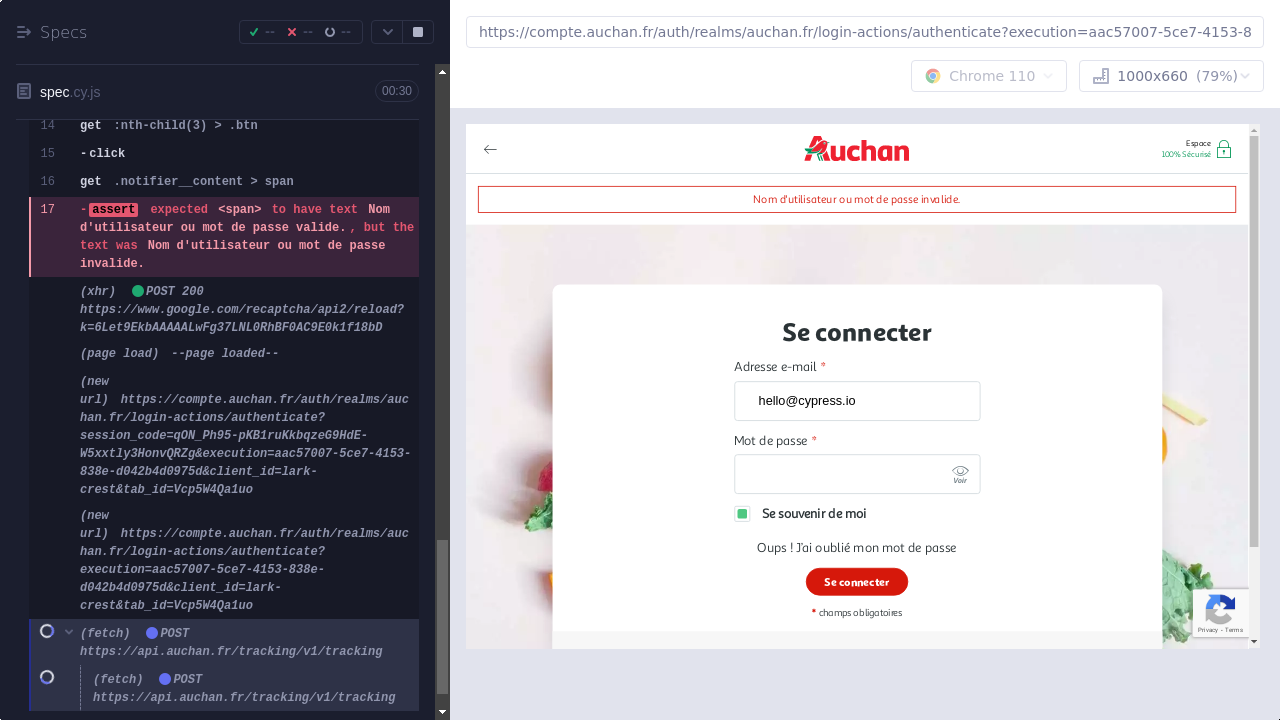 Specs
--
--
--
spec.cy.js
00:30
14 get :nth-child(3) > .btn
15 -click
16 get .notifier__content > span
17 -assert expected <span> to have text Nom
d'utilisateur ou mot de passe valide., but the
text was Nom d'utilisateur ou mot de passe
invalide.
(xhr) POST 200
https://www.google.com/recaptcha/api2/reload?
k=6Let9EkbAAAAALwFg37LNL0RhBF0AC9E0k1f18bD
(page load) --page loaded--
(new
url) https://compte.auchan.fr/auth/realms/auc
han.fr/login-actions/authenticate?
session_code=qON_Ph95-pKB1ruKkbqzeG9HdE-
W5xxtly3HonvQRZg&execution=aac57007-5ce7-4153-
838e-d042b4d0975d&client_id=lark-
crest&tab_id=Vcp5W4Qa1uo
(new
url) https://compte.auchan.fr/auth/realms/auc
han.fr/login-actions/authenticate?
execution=aac57007-5ce7-4153-838e-
d042b4d0975d&client_id=lark-
crest&tab_id=Vcp5W4Qa1uo
(fetch) POST
https://api.auchan.fr/tracking/v1/tracking
(fetch) POST
https://api.auchan.fr/tracking/v1/tracking
https://compte.auchan.fr/auth/realms/auchan.fr/login-actions/authenticate?execution=aac57007-5ce7-4153-8
Chrome 110
1000x660 (79%)
Auchan
Espace
100% Sécurisé
Nom d'utilisateur ou mot de passe invalide.
Se connecter
Adresse e-mail *
hello@cypress.io
Mot de passe *
Voir
Se souvenir de moi
Oups ! J'ai oublié mon mot de passe
Se connecter
* champs obligatoires
Privacy - Terms